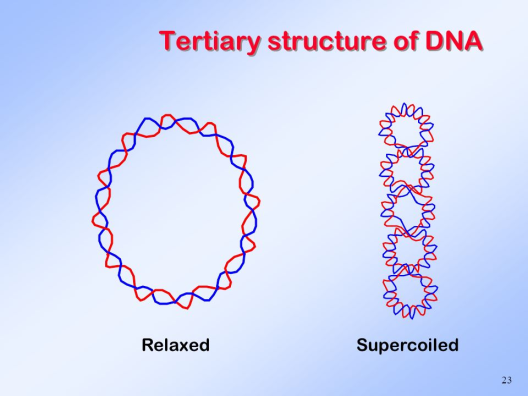 Tertiary structure of DNA
Relaxed
Supercoiled
23